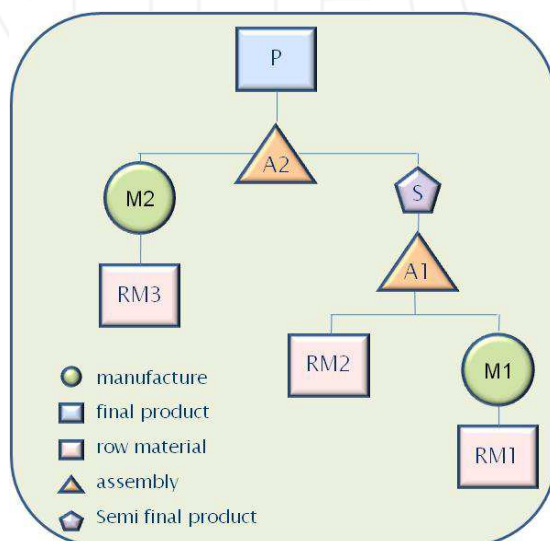 P
A2
M2
S
RM3
A1
RM2
M1
RM1
manufacture
final product
row material
assembly
Semi final product